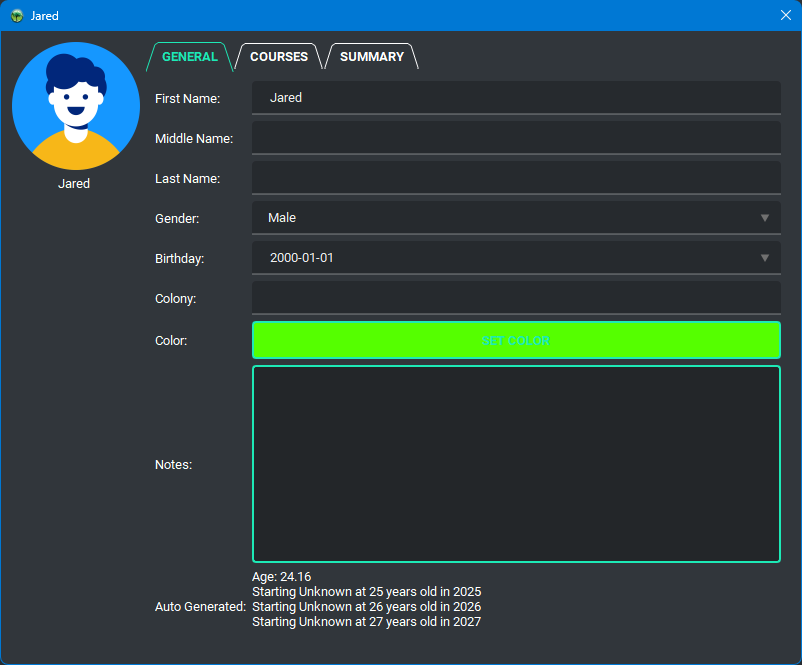 Jared
GENERAL COURSES SUMMARY
Jared
First Name: Jared
Middle Name:
Last Name:
Gender: Male
Birthday: 2000-01-01
Colony:
Color: SET COLOR
Notes:
Auto Generated:
Age: 24.16
Starting Unknown at 25 years old in 2025
Starting Unknown at 26 years old in 2026
Starting Unknown at 27 years old in 2027